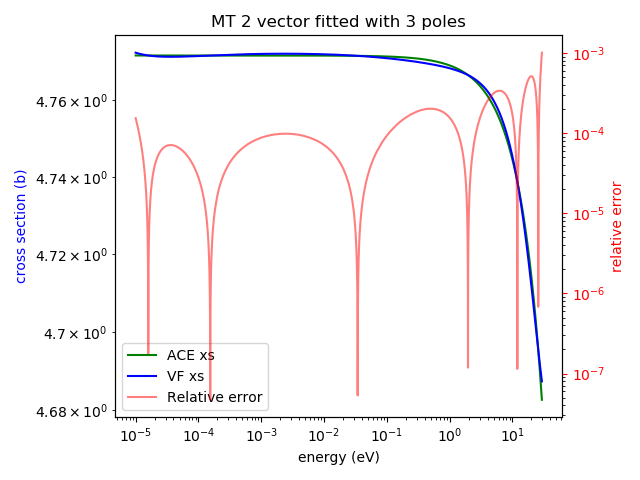 MT 2 vector fitted with 3 poles
4.76 × 10⁰
4.74 × 10⁰
4.72 × 10⁰
4.7 × 10⁰
4.68 × 10⁰
cross section (b)
10⁻³
10⁻⁴
10⁻⁵
10⁻⁶
10⁻⁷
relative error
ACE xs
VF xs
Relative error
10⁻⁵ 10⁻⁴ 10⁻³ 10⁻² 10⁻¹ 10⁰ 10¹
energy (eV)